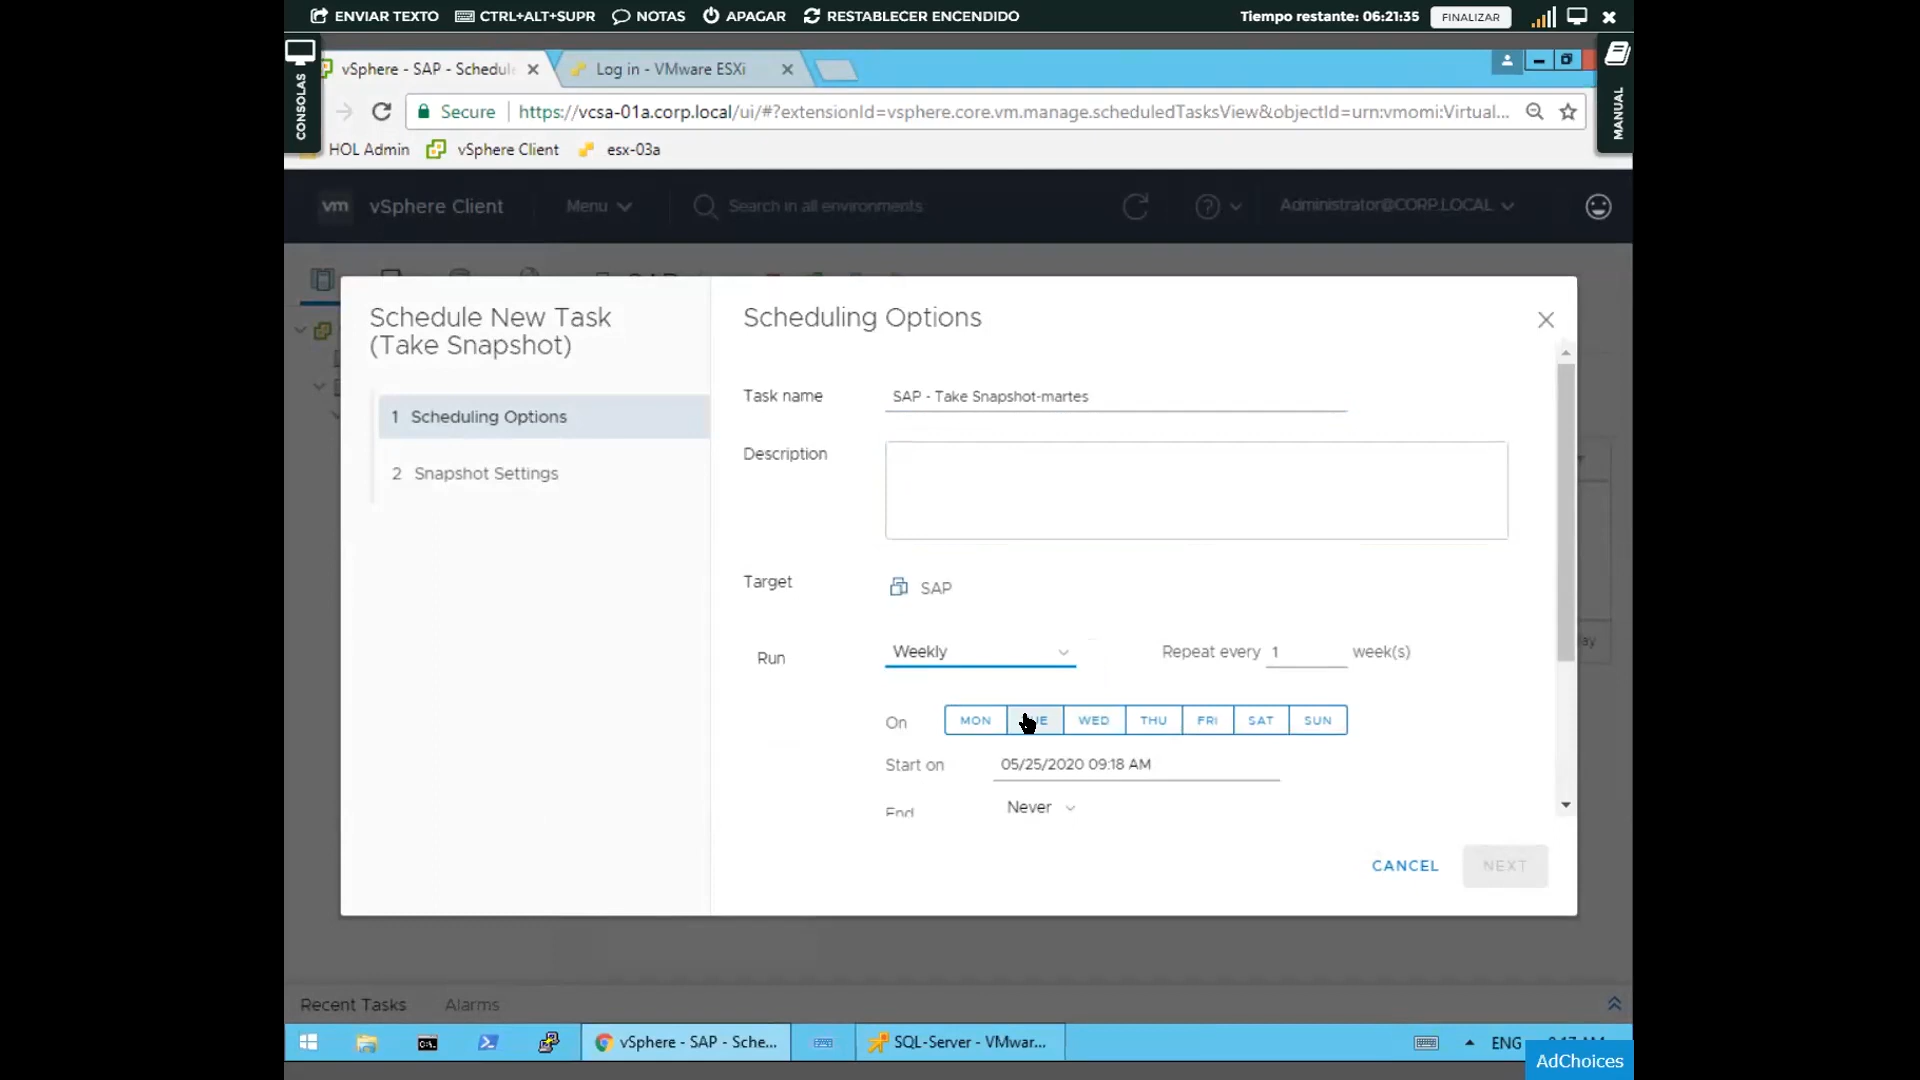 ENVIAR TEXTO CTRL+ALT+SUPR NOTAS APAGAR RESTABLECER ENCENDIDO Tiempo restante: 06:21:35 FINALIZAR
CONSOLAS
MANUAL
vSphere - SAP - Schedul Log in - VMware ESXi
Secure https://vcsa-01a.corp.local/ui/#?extensionId=vsphere.core.vm.manage.scheduledTasksView&objectId=urn:vmomi:Virtual...
HOL Admin vSphere Client esx-03a
vm vSphere Client Menu Search in all environments Administrator@CORP.LOCAL
Schedule New Task
(Take Snapshot)
1 Scheduling Options
2 Snapshot Settings
Scheduling Options
Task name SAP - Take Snapshot-martes
Description
Target SAP
Run Weekly Repeat every 1 week(s)
On MON WED THU FRI SAT SUN
Start on 05/25/2020 09:18 AM
End Never
CANCEL NEXT
Recent Tasks Alarms
vSphere - SAP - Sche... SQL-Server - VMwar... ENG
AdChoices